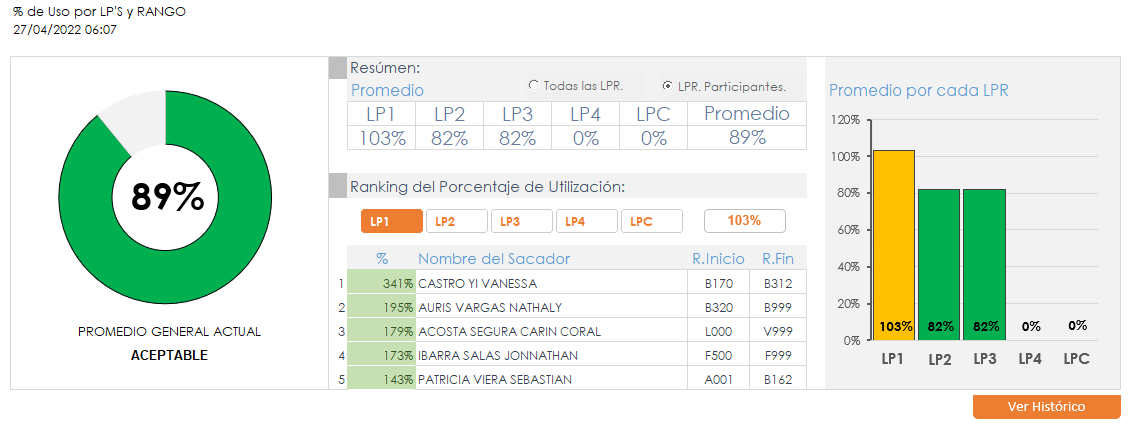 % de Uso por LP'S y RANGO
27/04/2022 06:07
89%
PROMEDIO GENERAL ACTUAL
ACEPTABLE
Resúmen:
Promedio
Todas las LPR.
LPR. Participantes.
LP1 LP2 LP3 LP4 LPC Promedio
103% 82% 82% 0% 0% 89%
Ranking del Porcentaje de Utilización:
LP1 LP2 LP3 LP4 LPC 103%
% Nombre del Sacador R.Inicio R.Fin
1 341% CASTRO YI VANESSA B170 B312
2 195% AURIS VARGAS NATHALY B320 B999
3 179% ACOSTA SEGURA CARIN CORAL L000 V999
4 173% IBARRA SALAS JONNATHAN F500 F999
5 143% PATRICIA VIERA SEBASTIAN A001 B162
Promedio por cada LPR
120%
100%
80%
60%
40%
20%
0%
103% 82% 82% 0% 0%
LP1 LP2 LP3 LP4 LPC
Ver Histórico